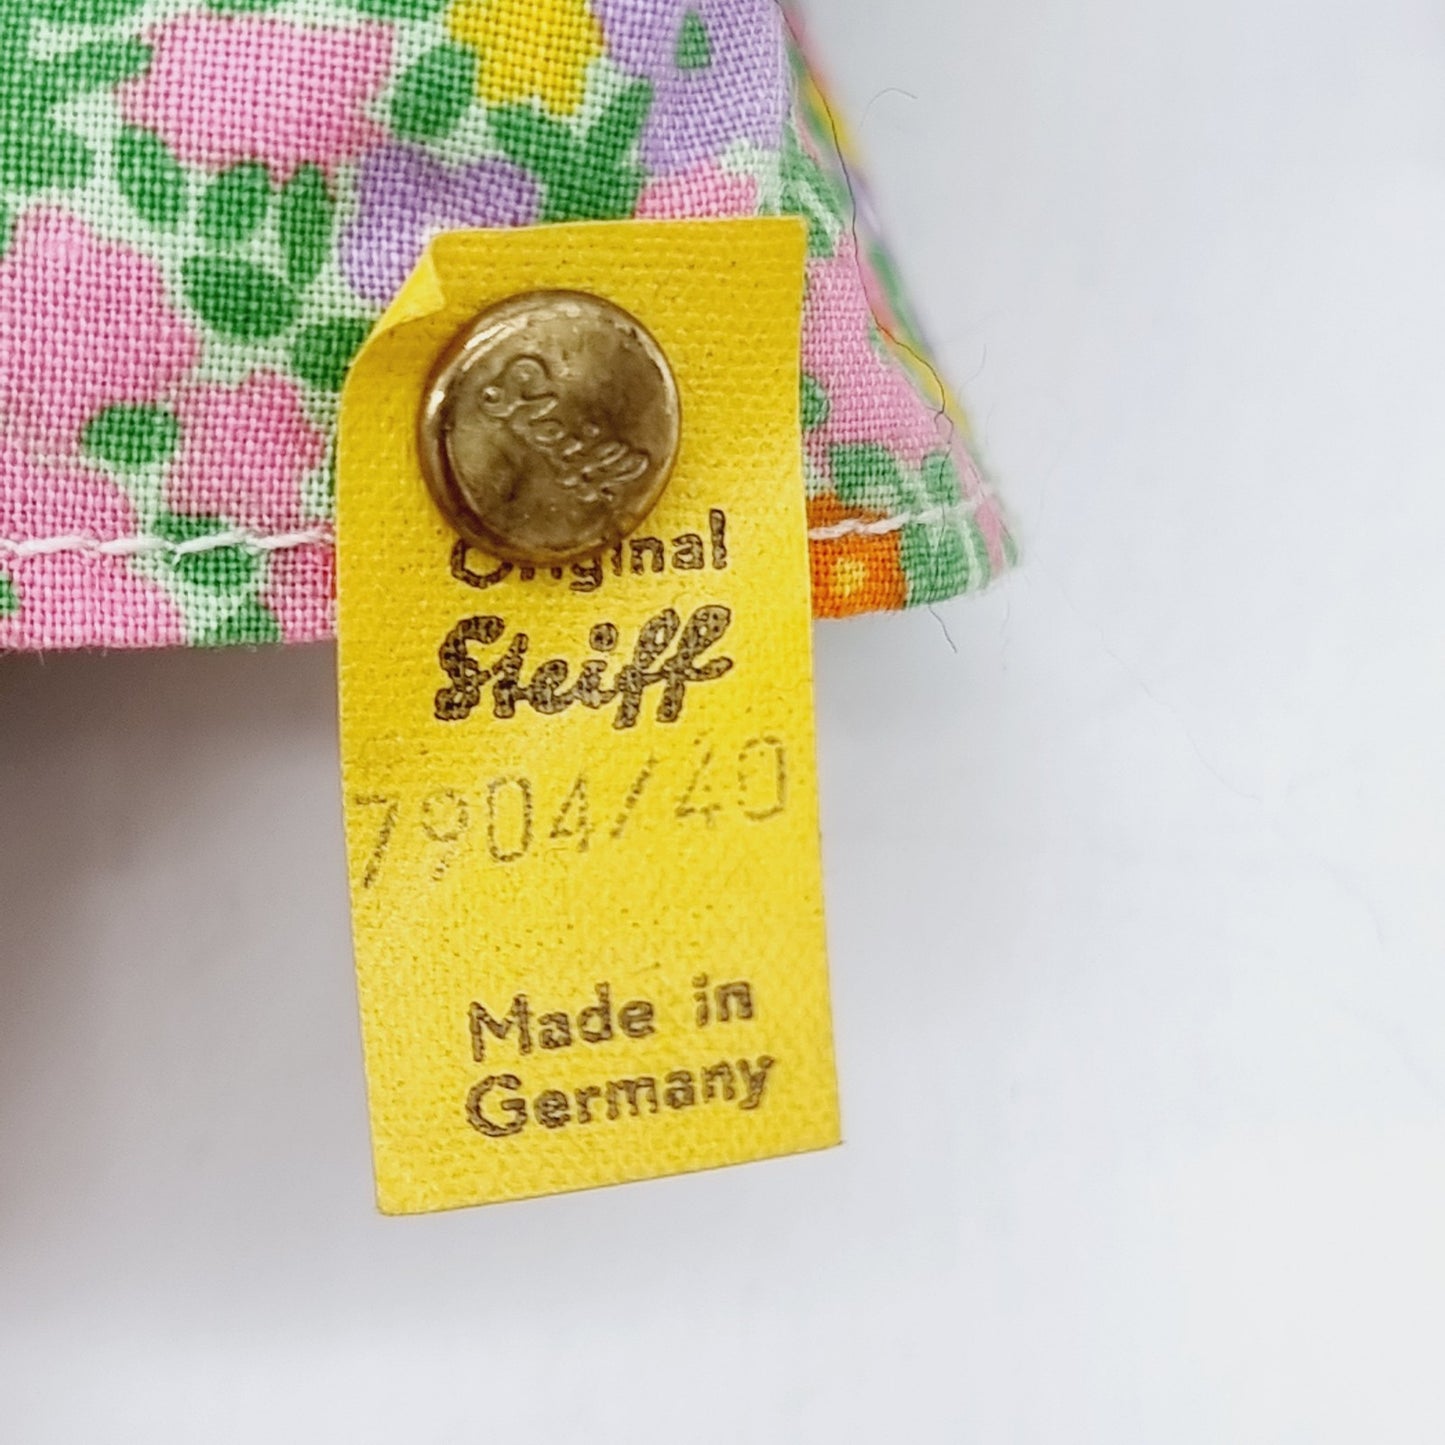 Steiff
Original
Steiff
7904/40
Made in
Germany